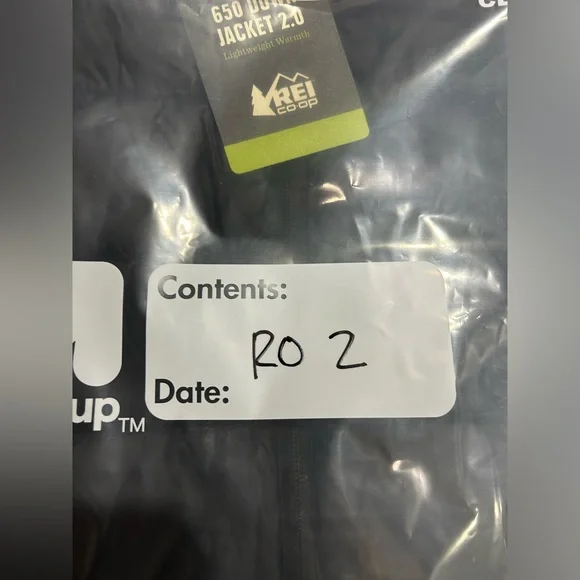 650 DOWN
JACKET 2.0
Lightweight Warmth
REI
co·op
Contents:
RO 2
Date:
up™